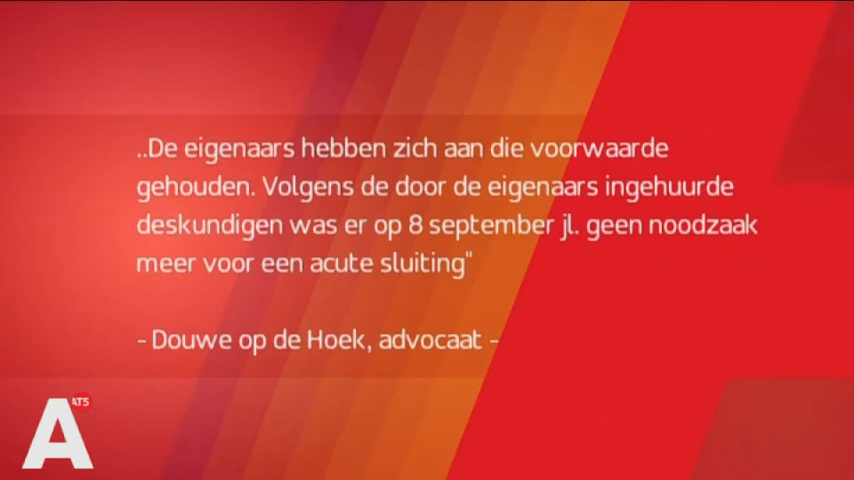 ..De eigenaars hebben zich aan die voorwaarde
gehouden. Volgens de door de eigenaars ingehuurde
deskundigen was er op 8 september jl. geen noodzaak
meer voor een acute sluiting"
- Douwe op de Hoek, advocaat -
A
AT5